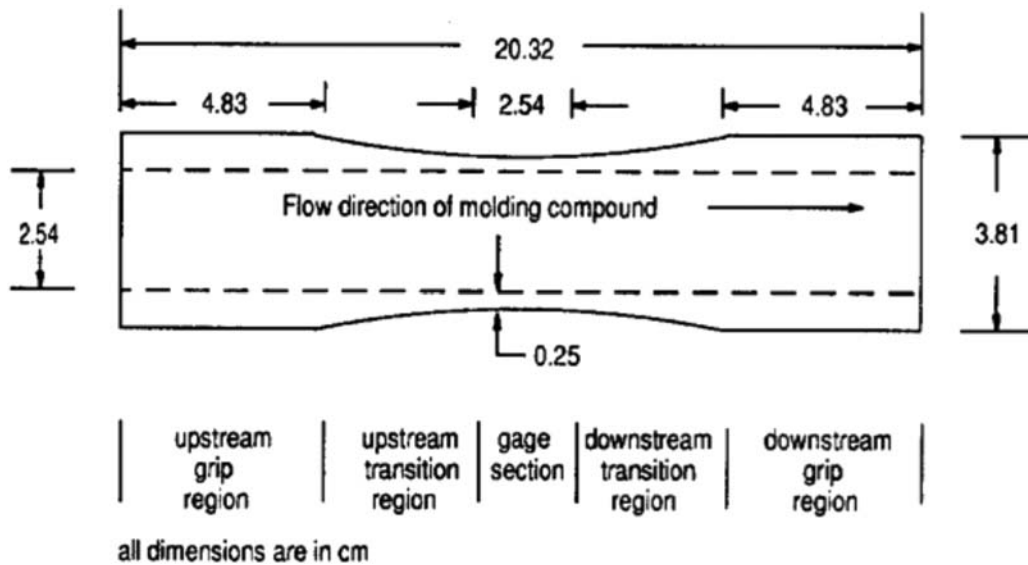 20.32
4.83
2.54
4.83
Flow direction of molding compound
2.54
3.81
0.25
upstream
grip
region
upstream
transition
region
gage
section
downstream
transition
region
downstream
grip
region
all dimensions are in cm